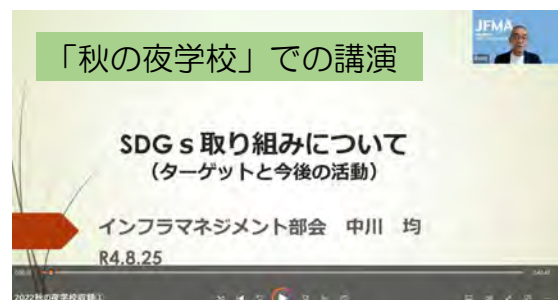 「秋の夜学校」での講演
JFMA
SDGｓ取り組みについて
（ターゲットと今後の活動）
インフラマネジメント部会　中川　均
R4.8.25
2022秋の夜学校収録①